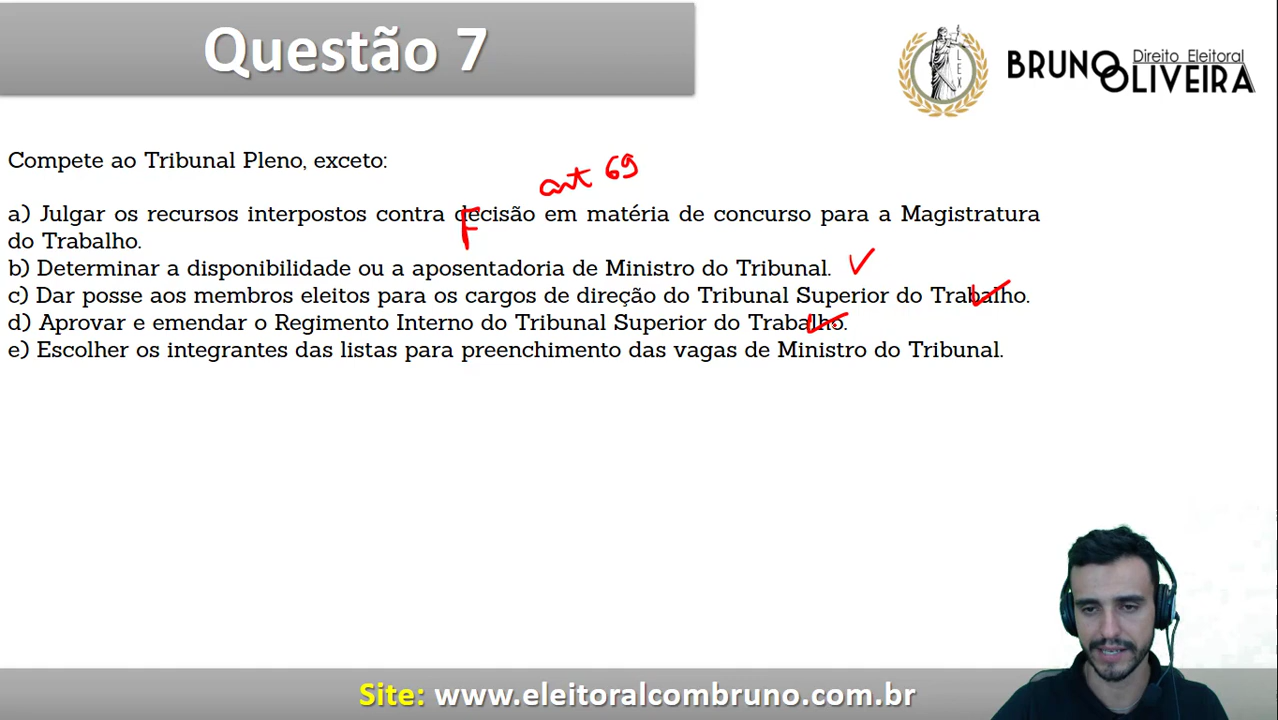 Questão 7
LEX
BRUNO OLIVEIRA
Direito Eleitoral
Compete ao Tribunal Pleno, exceto:
art 69
a) Julgar os recursos interpostos contra decisão em matéria de concurso para a Magistratura
do Trabalho.
F
b) Determinar a disponibilidade ou a aposentadoria de Ministro do Tribunal.
c) Dar posse aos membros eleitos para os cargos de direção do Tribunal Superior do Trabalho.
d) Aprovar e emendar o Regimento Interno do Tribunal Superior do Trabalho.
e) Escolher os integrantes das listas para preenchimento das vagas de Ministro do Tribunal.
Site: www.eleitoralcombruno.com.br